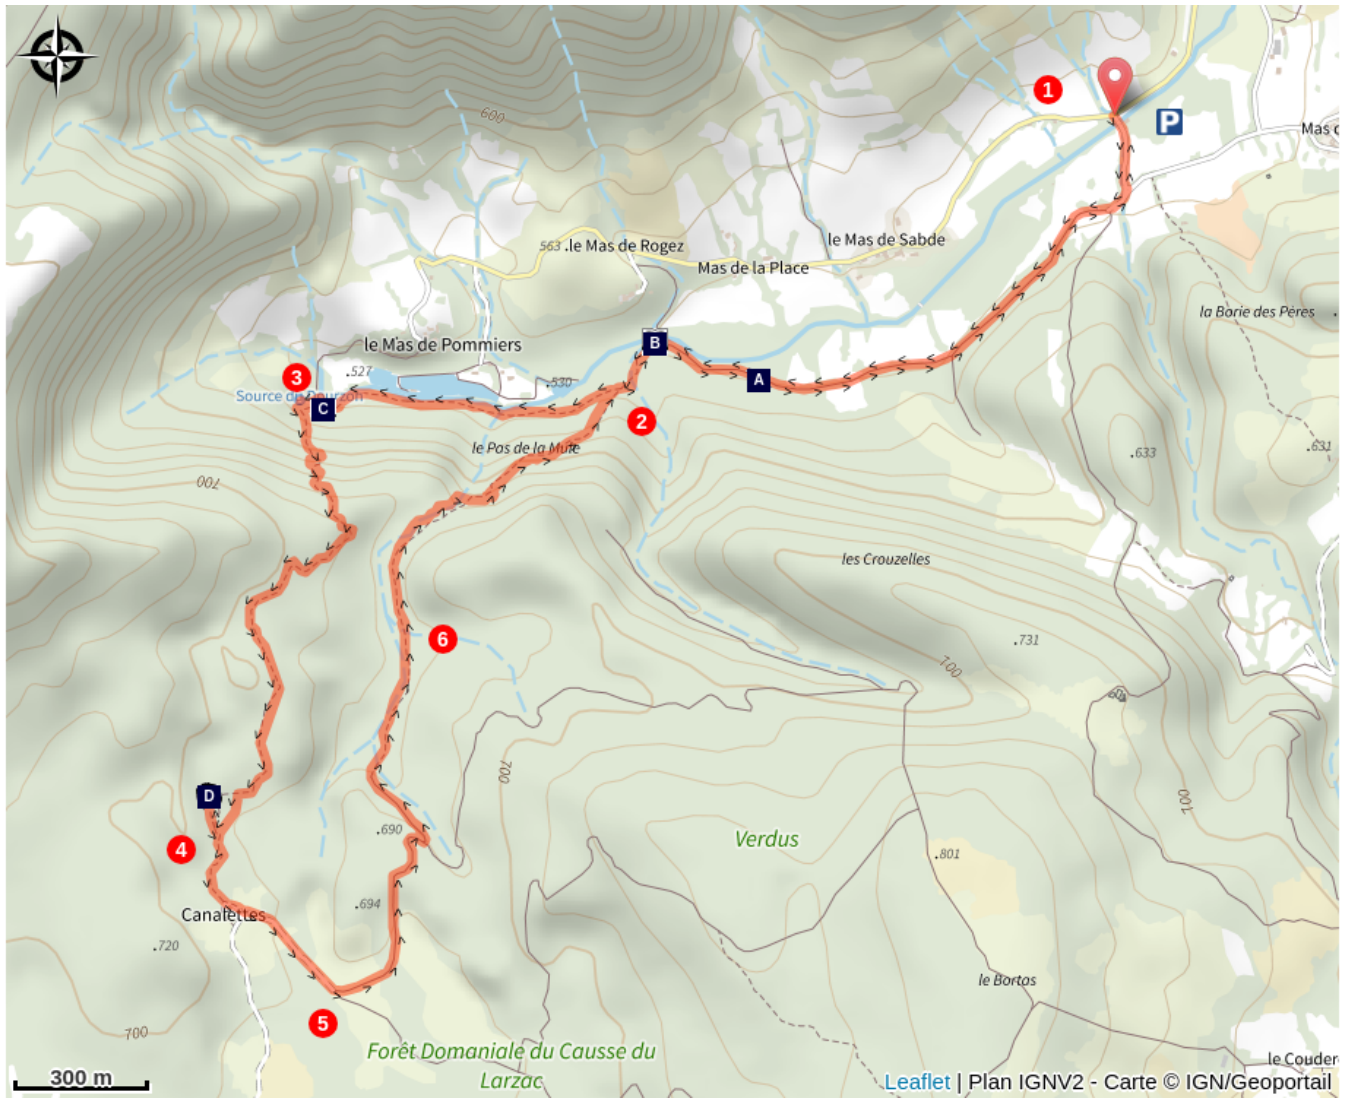 600
1
P
Mas d
563 .le Mas de Rogez
le Mas de Sabde
Mas de la Place
la Borie des Pères
le Mas de Pommiers
B
3
.527
.530
A
Source du Dourzon
C
2
le Pas de la Mule
.633
.631
700
les Crouzelles
6
.731
700
700
D
700
4
.690
Verdus
.801
.694
Canalettes
.720
le Bortas
5
700
Forêt Domaniale du Causse du
Larzac
le Couder
300 m
Leaflet | Plan IGNV2 - Carte © IGN/Geoportail